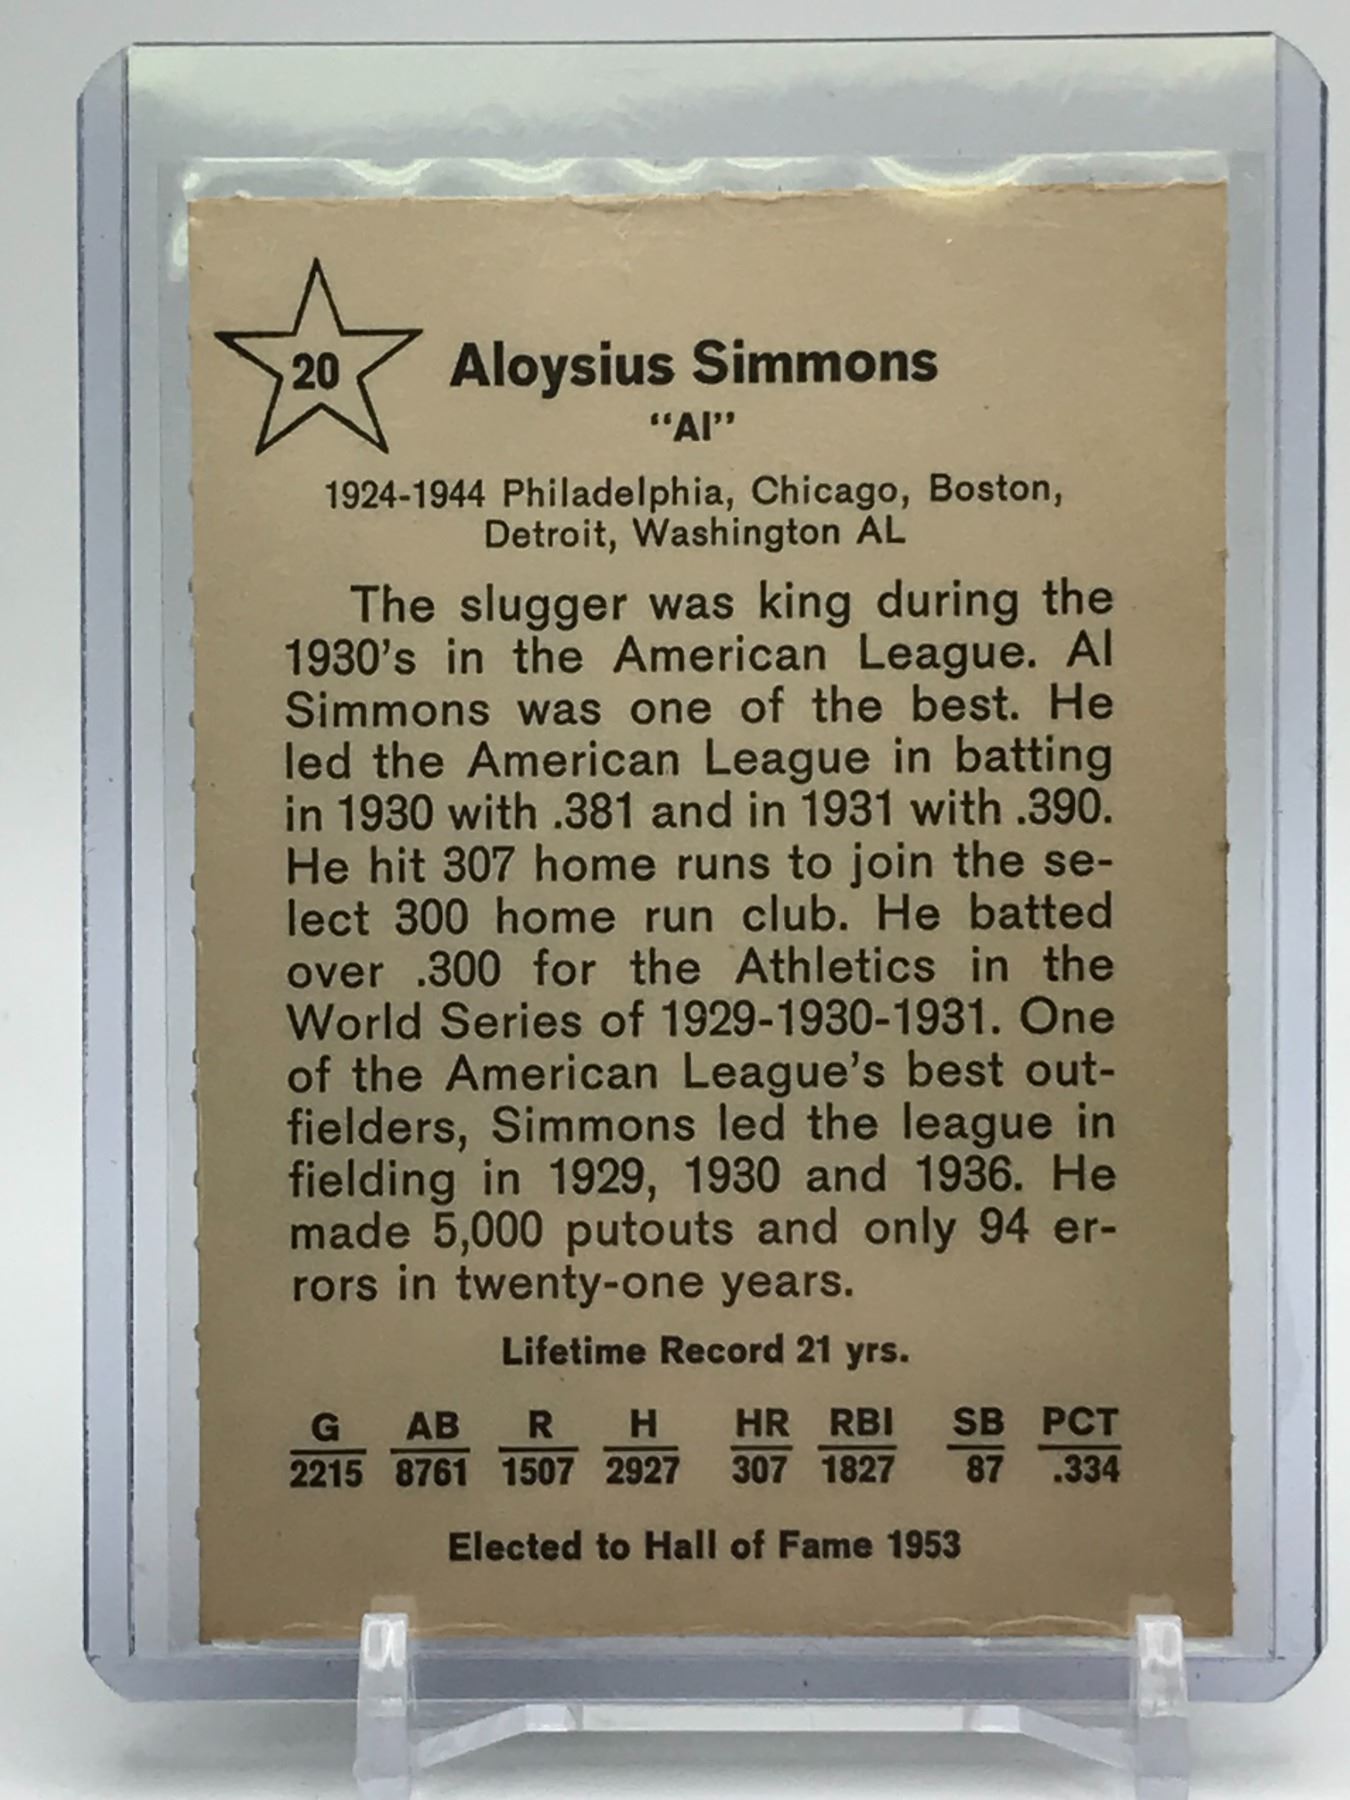 20
Aloysius Simmons
“Al”
1924-1944 Philadelphia, Chicago, Boston,
Detroit, Washington AL
The slugger was king during the
1930’s in the American League. Al
Simmons was one of the best. He
led the American League in batting
in 1930 with .381 and in 1931 with .390.
He hit 307 home runs to join the se-
lect 300 home run club. He batted
over .300 for the Athletics in the
World Series of 1929-1930-1931. One
of the American League’s best out-
fielders, Simmons led the league in
fielding in 1929, 1930 and 1936. He
made 5,000 putouts and only 94 er-
rors in twenty-one years.
Lifetime Record 21 yrs.
G AB R H HR RBI SB PCT
2215 8761 1507 2927 307 1827 87 .334
Elected to Hall of Fame 1953